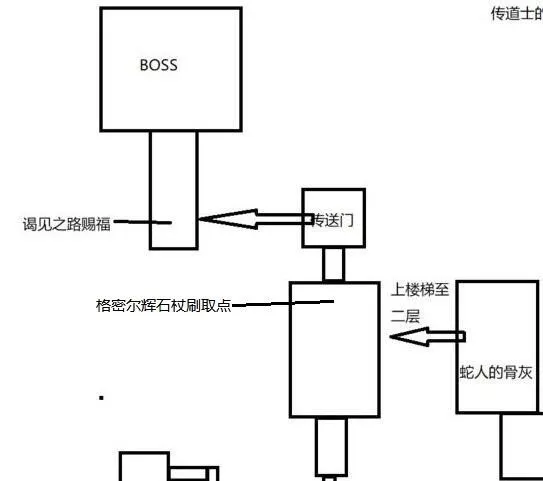 传道士的
BOSS
谒见之路赐福
传送门
格密尔辉石杖刷取点
上楼梯至
二层
蛇人的骨灰